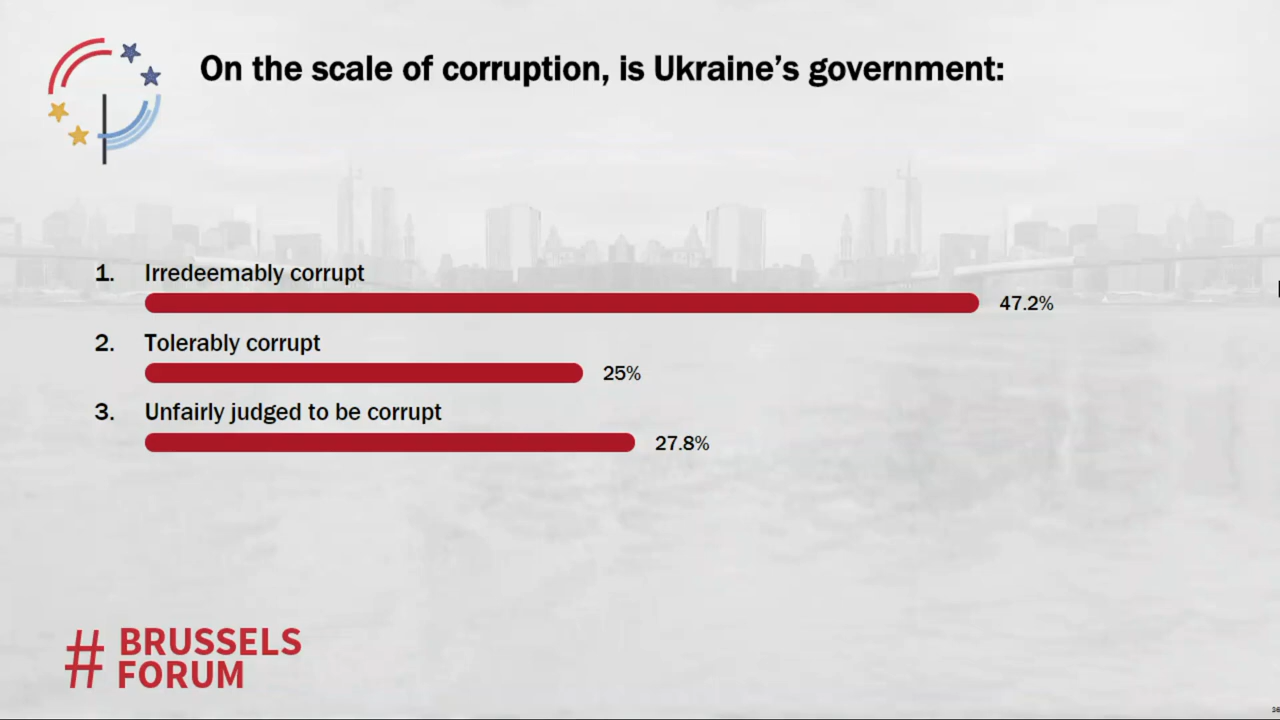 On the scale of corruption, is Ukraine's government:
1. Irredeemably corrupt
47.2%
2. Tolerably corrupt
25%
3. Unfairly judged to be corrupt
27.8%
# BRUSSELS
FORUM